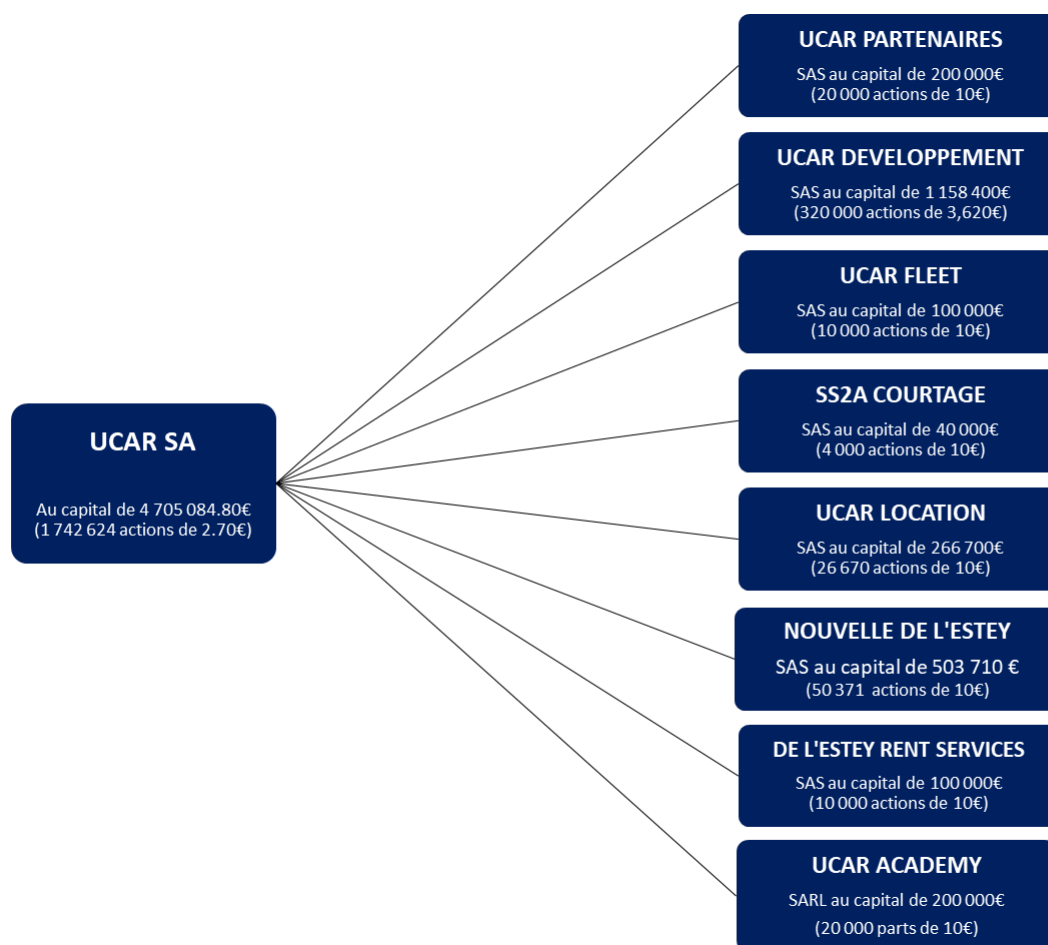 UCAR PARTENAIRES
SAS au capital de 200 000€
(20 000 actions de 10€)
UCAR DEVELOPPEMENT
SAS au capital de 1 158 400€
(320 000 actions de 3,620€)
UCAR FLEET
SAS au capital de 100 000€
(10 000 actions de 10€)
SS2A COURTAGE
SAS au capital de 40 000€
(4 000 actions de 10€)
UCAR SA
Au capital de 4 705 084.80€
(1 742 624 actions de 2.70€)
UCAR LOCATION
SAS au capital de 266 700€
(26 670 actions de 10€)
NOUVELLE DE L'ESTEY
SAS au capital de 503 710 €
(50 371 actions de 10€)
DE L'ESTEY RENT SERVICES
SAS au capital de 100 000€
(10 000 actions de 10€)
UCAR ACADEMY
SARL au capital de 200 000€
(20 000 parts de 10€)